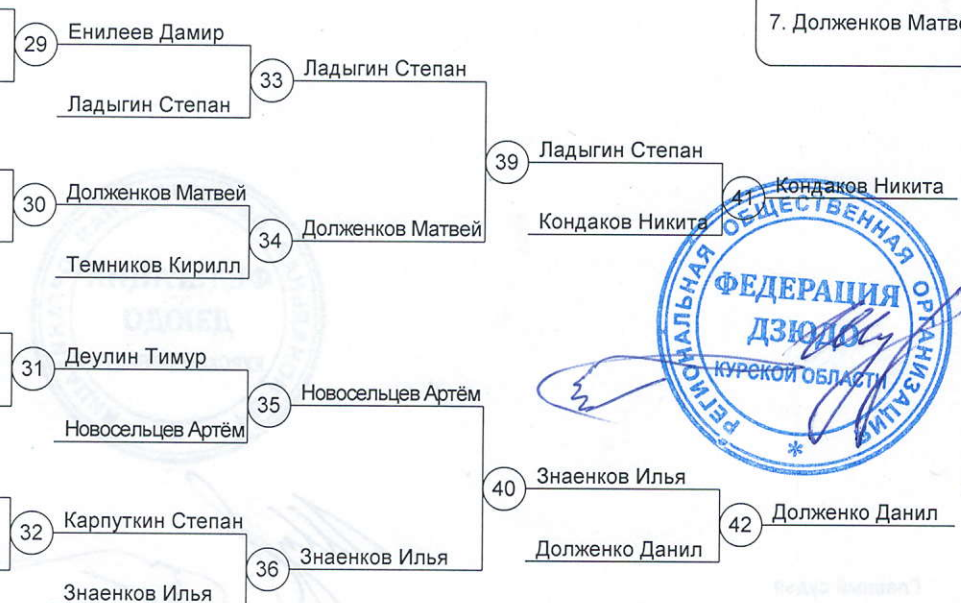 7. Долженков Матве
29 Енилеев Дамир
33 Ладыгин Степан
Ладыгин Степан
39 Ладыгин Степан
30 Долженков Матвей
41 Кондаков Никита
Кондаков Никита
34 Долженков Матвей
Темников Кирилл
РЕГИОНАЛЬНАЯ ОБЩЕСТВЕННАЯ ОРГАНИЗАЦИЯ
ФЕДЕРАЦИЯ
ДЗЮДО
КУРСКОЙ ОБЛАСТИ
*
31 Деулин Тимур
35 Новосельцев Артём
Новосельцев Артём
40 Знаенков Илья
32 Карпуткин Степан
42 Долженко Данил
Долженко Данил
36 Знаенков Илья
Знаенков Илья